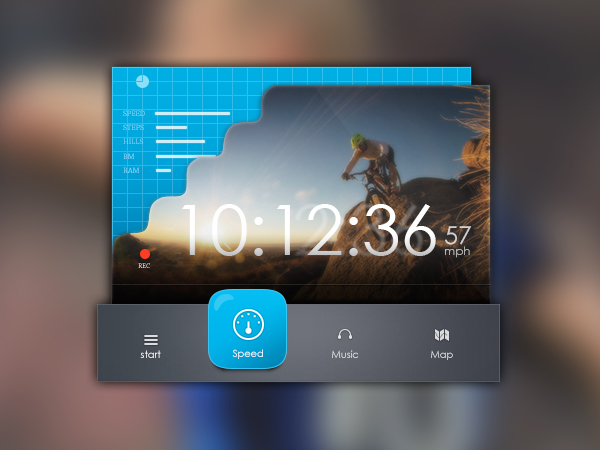 SPEED
STEPS
HILLS
BM
RAM
10:12:36
57
mph
REC
start
Speed
Music
Map